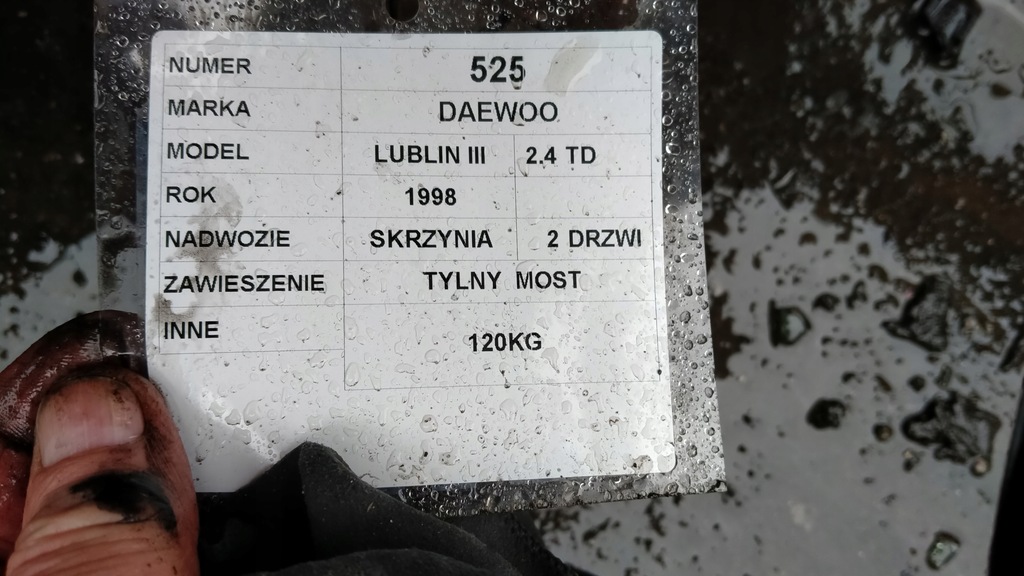 NUMER 525
MARKA DAEWOO
MODEL LUBLIN III 2.4 TD
ROK 1998
NADWOZIE SKRZYNIA 2 DRZWI
ZAWIESZENIE TYLNY MOST
INNE 120KG